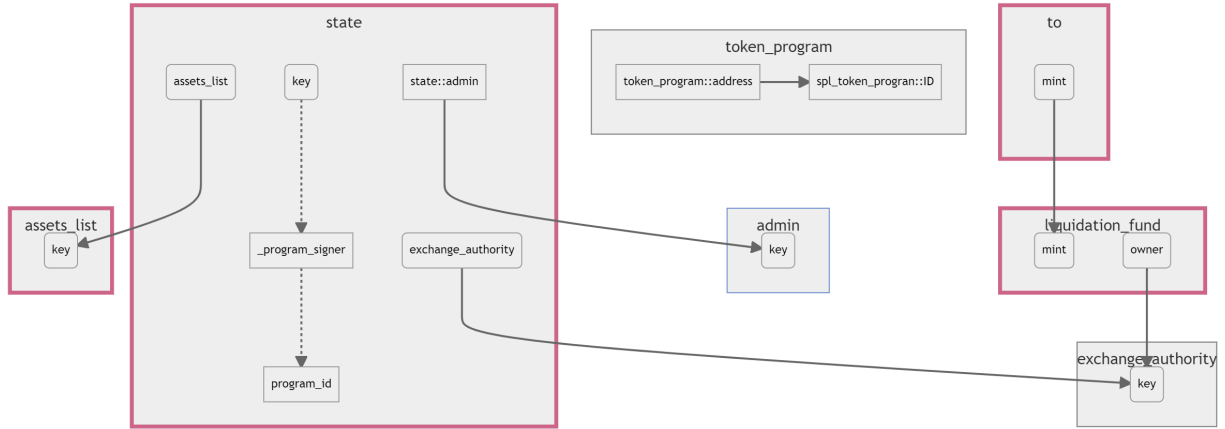 state
assets_list
key
state::admin
token_program
token_program::address
spl_token_progran::ID
to
mint
assets_list
key
_program_signer
exchange_authority
admin
key
liquidation_fund
mint
owner
program_id
exchange_authority
key